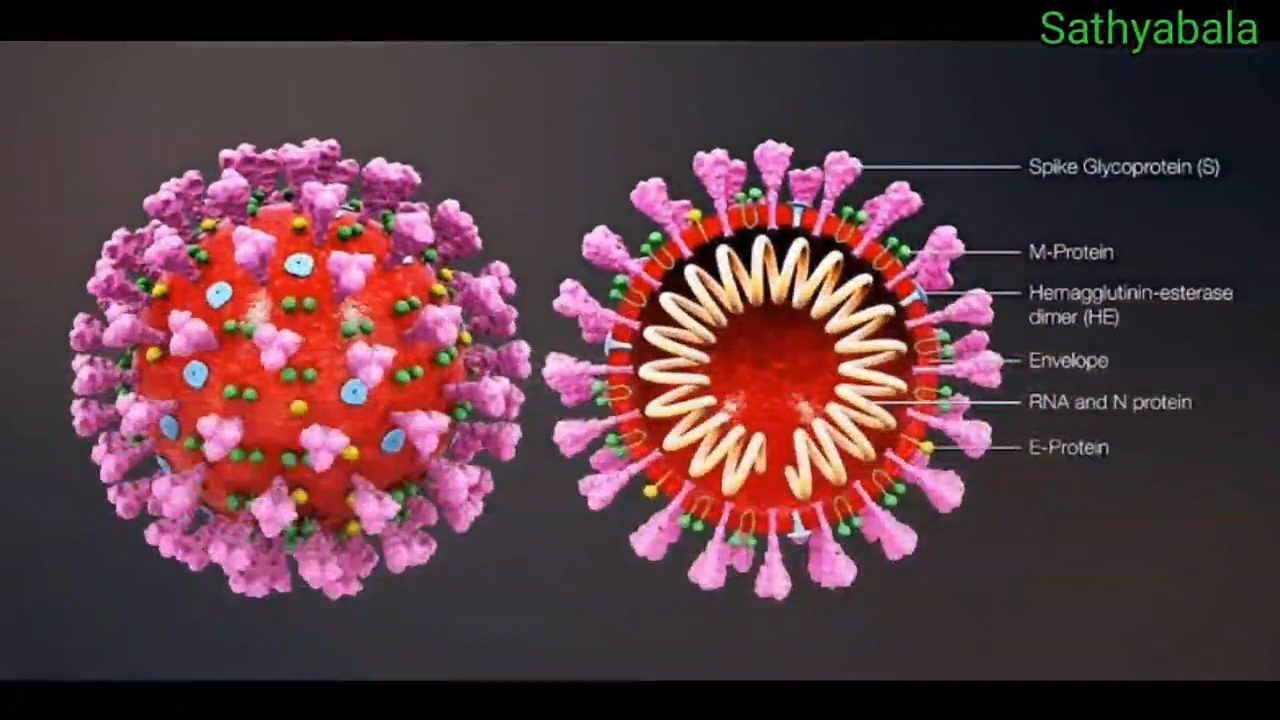 Sathyabala
Spike Glycoprotein (S)
M-Protein
Hemagglutinin-esterase
dimer (HE)
Envelope
RNA and N protein
E-Protein